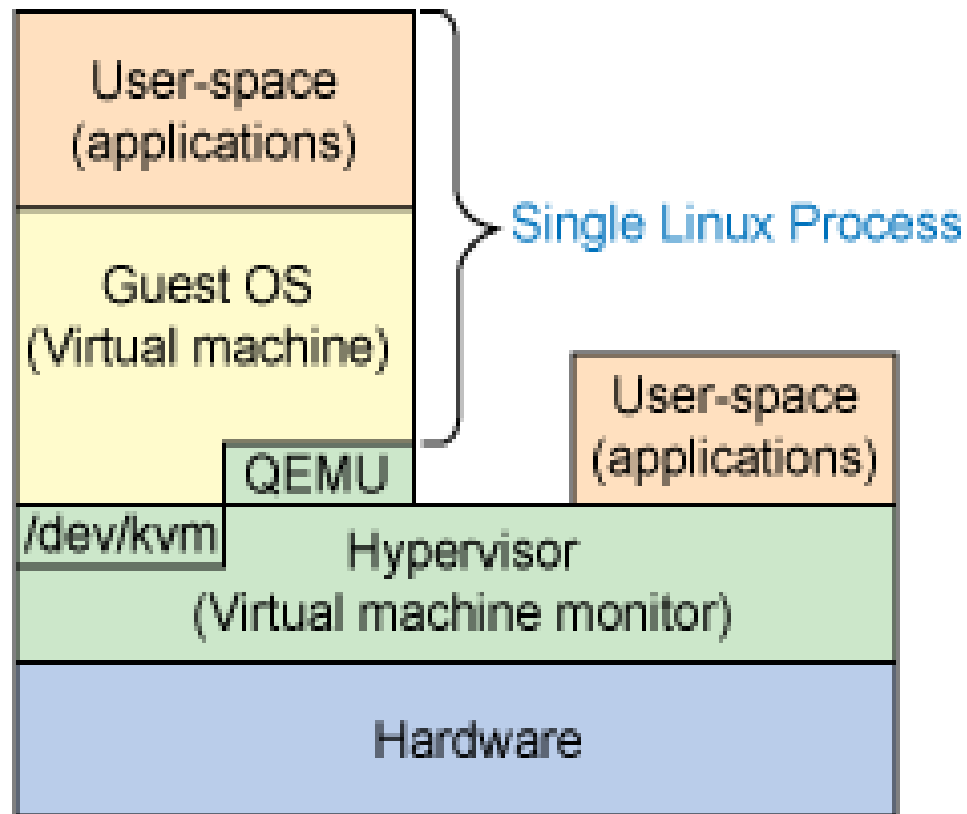 User-space
(applications)
Single Linux Process
Guest OS
(Virtual machine)
User-space
(applications)
QEMU
/dev/kvm
Hypervisor
(Virtual machine monitor)
Hardware